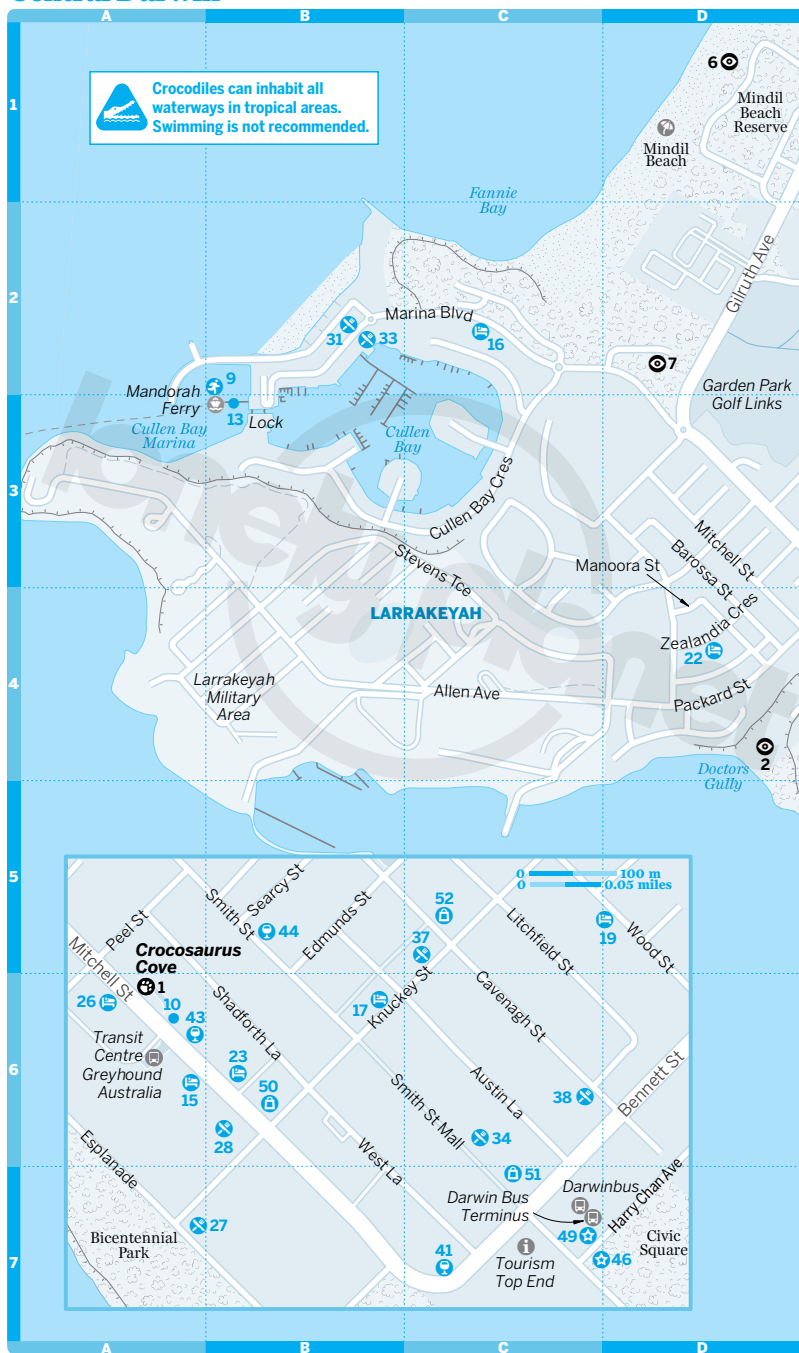 A
B
C
D
1
2
3
4
5
6
7
Crocodiles can inhabit all
waterways in tropical areas.
Swimming is not recommended.
6
Mindil
Beach
Reserve
Mindil
Beach
Fannie
Bay
Gilruth Ave
Marina Blvd
31
33
16
7
9
Mandorah
Ferry
13
Lock
Cullen Bay
Marina
Cullen
Bay
Garden Park
Golf Links
Cullen Bay Cres
Stevens Tce
Mitchell St
Barossa St
Manoora St
LARRAKEYAH
Zealandia Cres
22
Larrakeyah
Military
Area
Allen Ave
Packard St
2
Doctors
Gully
lonely planet
0 100 m
0 0.05 miles
Searcy St
Smith St
44
Edmunds St
52
37
Litchfield St
19
Wood St
Peel St
Mitchell St
Crocosaurus
Cove
1
26
10
43
Shadforth La
17
Knuckey St
Cavenagh St
Transit
Centre
Greyhound
Australia
15
23
50
28
Austin La
Smith St Mall
38
Bennett St
34
Esplanade
West La
51
Darwinbus
Darwin Bus
Terminus
Harry Chan Ave
27
Bicentennial
Park
41
Tourism
Top End
49
46
Civic
Square
A
B
C
D